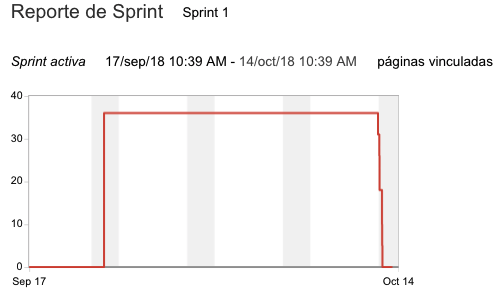 Reporte de Sprint Sprint 1
Sprint activa 17/sep/18 10:39 AM - 14/oct/18 10:39 AM páginas vinculadas
40
30
20
10
0
Sep 17 Oct 14